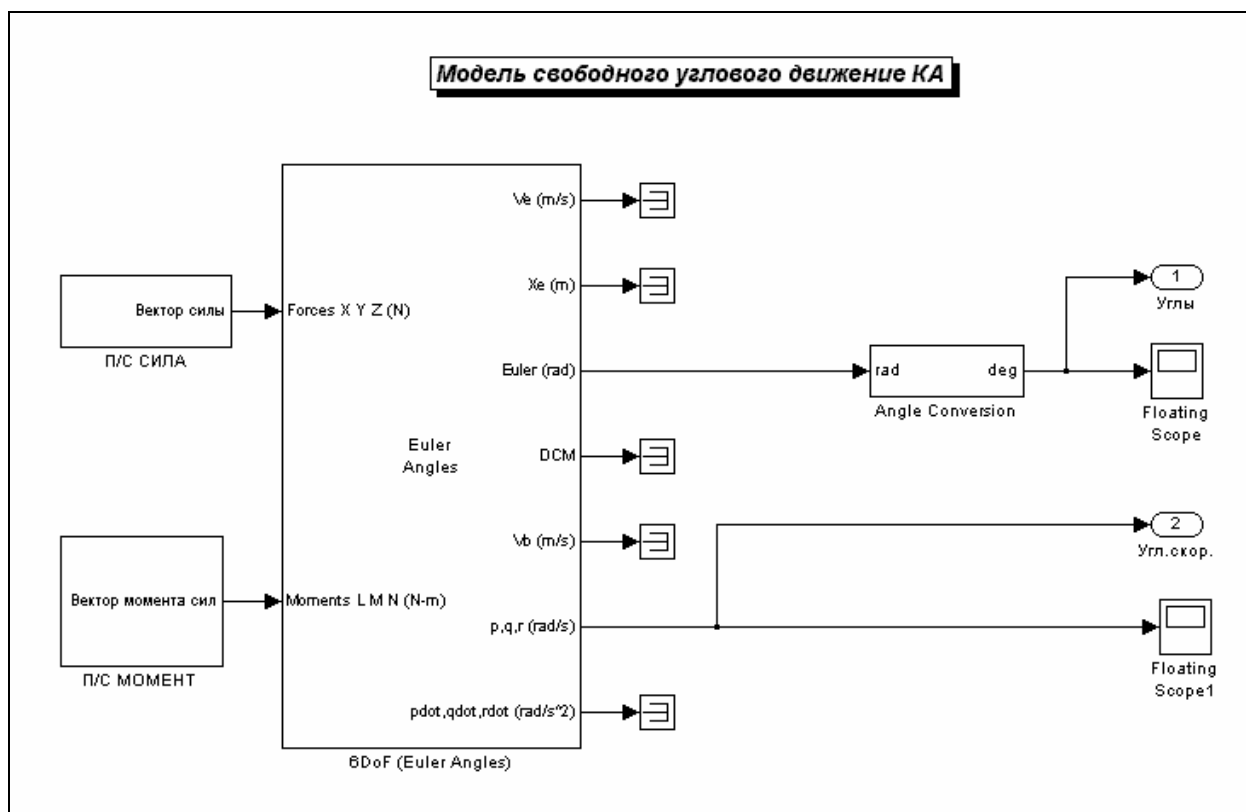 Модель свободного углового движение КА
Ve (m/s)
Xe (m)
Вектор силы
Forces X Y Z (N)
П/С СИЛА
1
Углы
Euler (rad)
rad deg
Angle Conversion
Floating
Scope
Euler
Angles
DCM
Vb (m/s)
2
Угл.скор.
Вектор момента сил
Moments L M N (N-m)
p,q,r (rad/s)
П/С МОМЕНТ
Floating
Scope1
pdot,qdot,rdot (rad/s^2)
6DoF (Euler Angles)